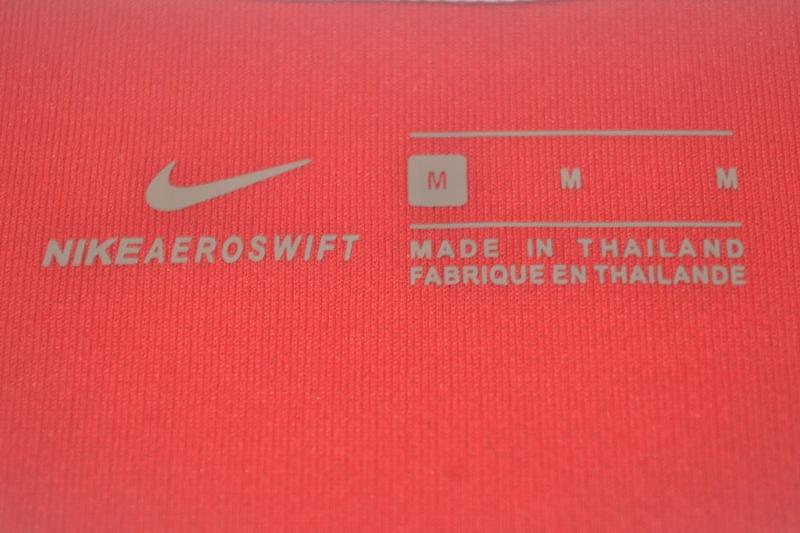 NIKEAEROSWIFT
M M M
MADE IN THAILAND
FABRIQUE EN THAILANDE